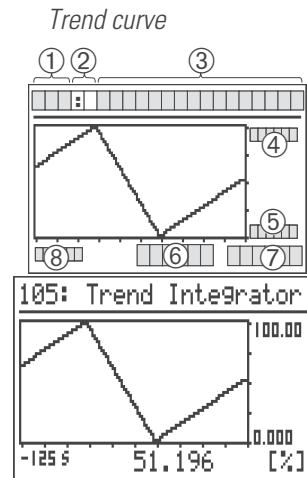 Trend curve
① ② ③
:
④
⑤
⑧ ⑥ ⑦
105: Trend Integrator
100.00
0.000
-125 s 51.196 [%]